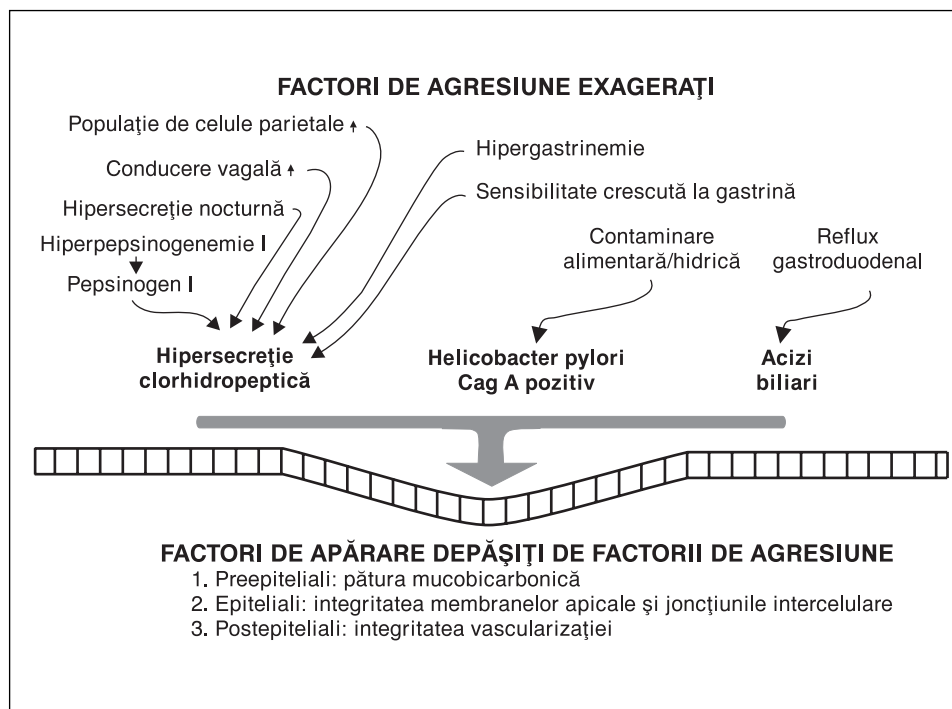 FACTORI DE AGRESIUNE EXAGERAŢI
Populaţie de celule parietale
Conducere vagală
Hipersecreţie nocturnă
Hiperpepsinogenemie I
Pepsinogen I
Hipergastrinemie
Sensibilitate crescută la gastrină
Contaminare
alimentară/hidrică
Reflux
gastroduodenal
Hipersecreţie
clorhidropeptică
Helicobacter pylori
Cag A pozitiv
Acizi
biliari
FACTORI DE APĂRARE DEPĂŞIŢI DE FACTORII DE AGRESIUNE
1. Preepiteliali: pătura mucobicarbonică
2. Epiteliali: integritatea membranelor apicale şi joncţiunile intercelulare
3. Postepiteliali: integritatea vascularizaţiei